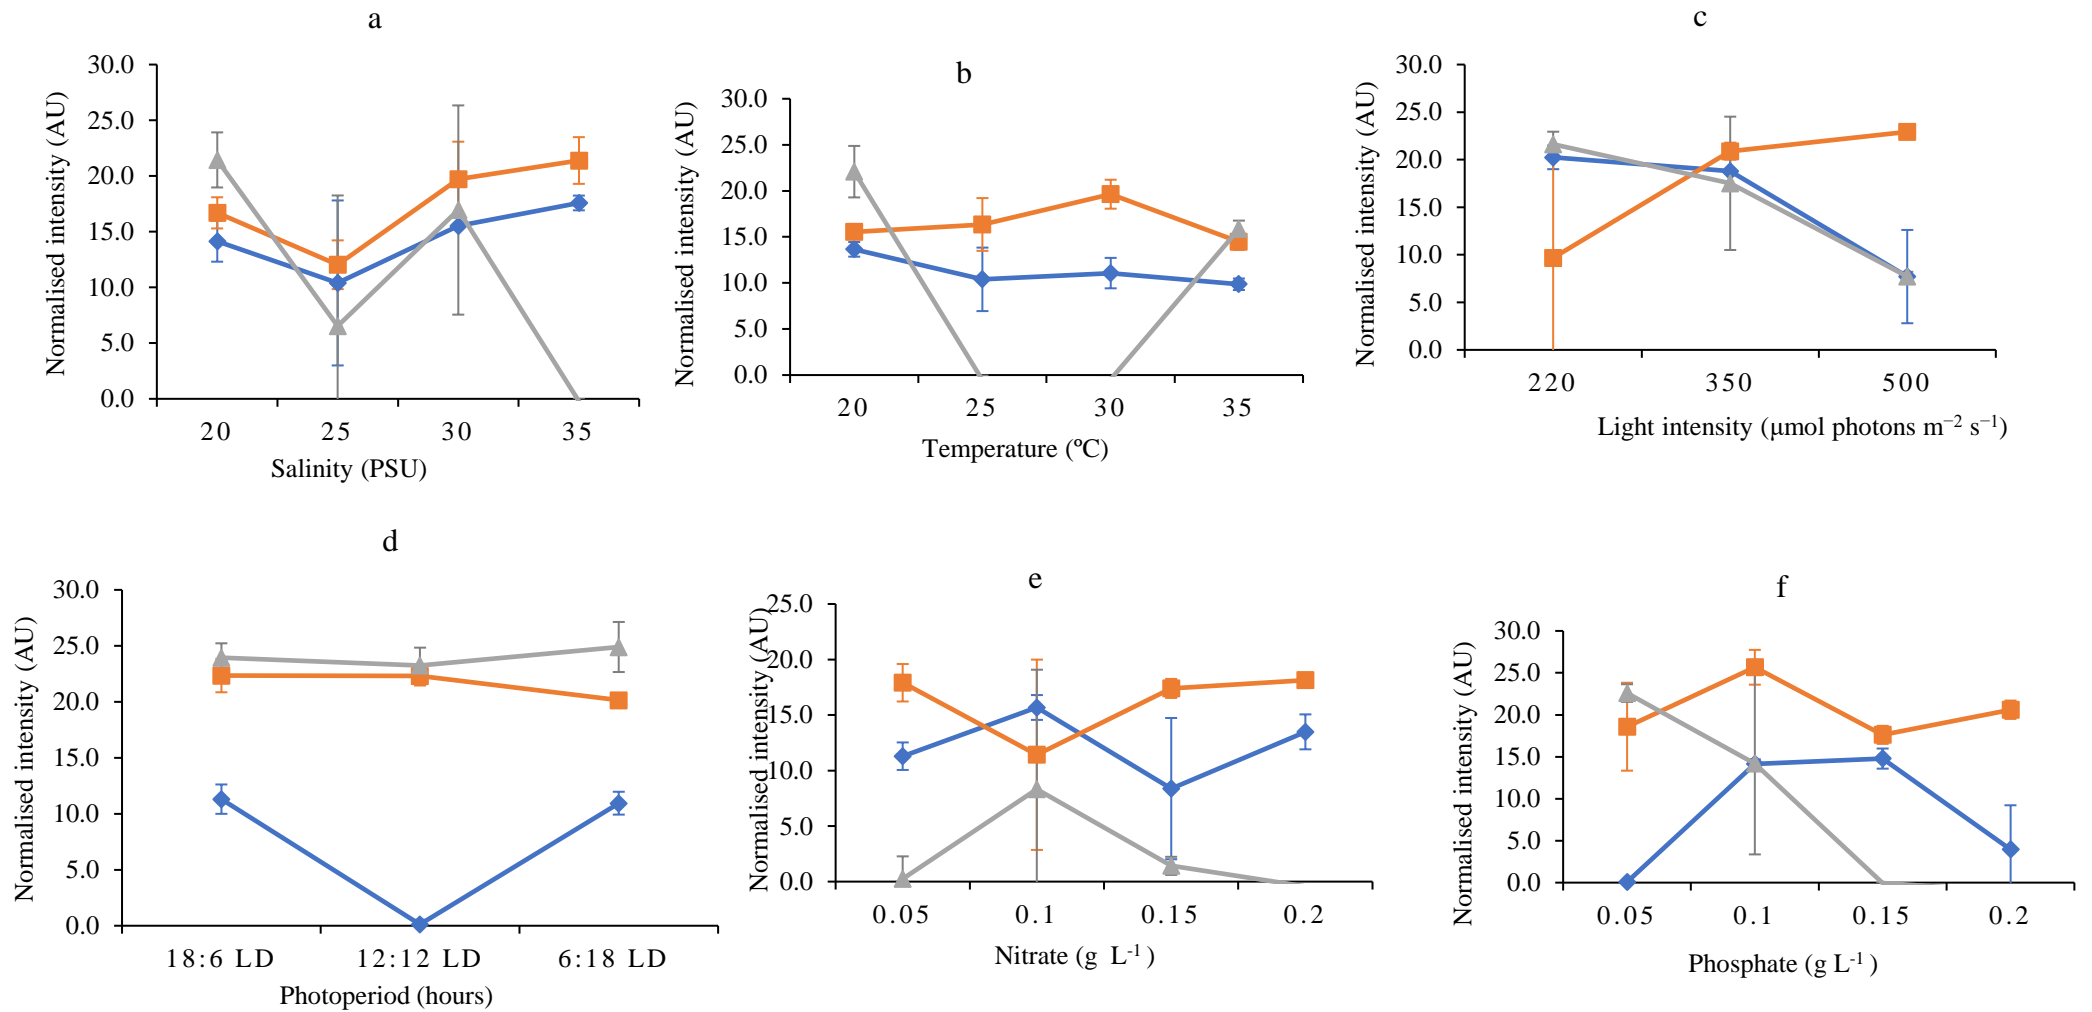 a
30.0
25.0
20.0
15.0
10.0
5.0
0.0
Normalised intensity (AU)
20 25 30 35
Salinity (PSU)
b
30.0
25.0
20.0
15.0
10.0
5.0
0.0
Normalised intensity (AU)
20 25 30 35
Temperature (ºC)
c
30.0
25.0
20.0
15.0
10.0
5.0
0.0
Normalised intensity (AU)
220 350 500
Light intensity (μmol photons m⁻² s⁻¹)
d
30.0
25.0
20.0
15.0
10.0
5.0
0.0
Normalised intensity (AU)
18:6 LD 12:12 LD 6:18 LD
Photoperiod (hours)
e
25.0
20.0
15.0
10.0
5.0
0.0
Normalised intensity (AU)
0.05 0.1 0.15 0.2
Nitrate (g L⁻¹)
f
30.0
25.0
20.0
15.0
10.0
5.0
0.0
Normalised intensity (AU)
0.05 0.1 0.15 0.2
Phosphate (g L⁻¹)